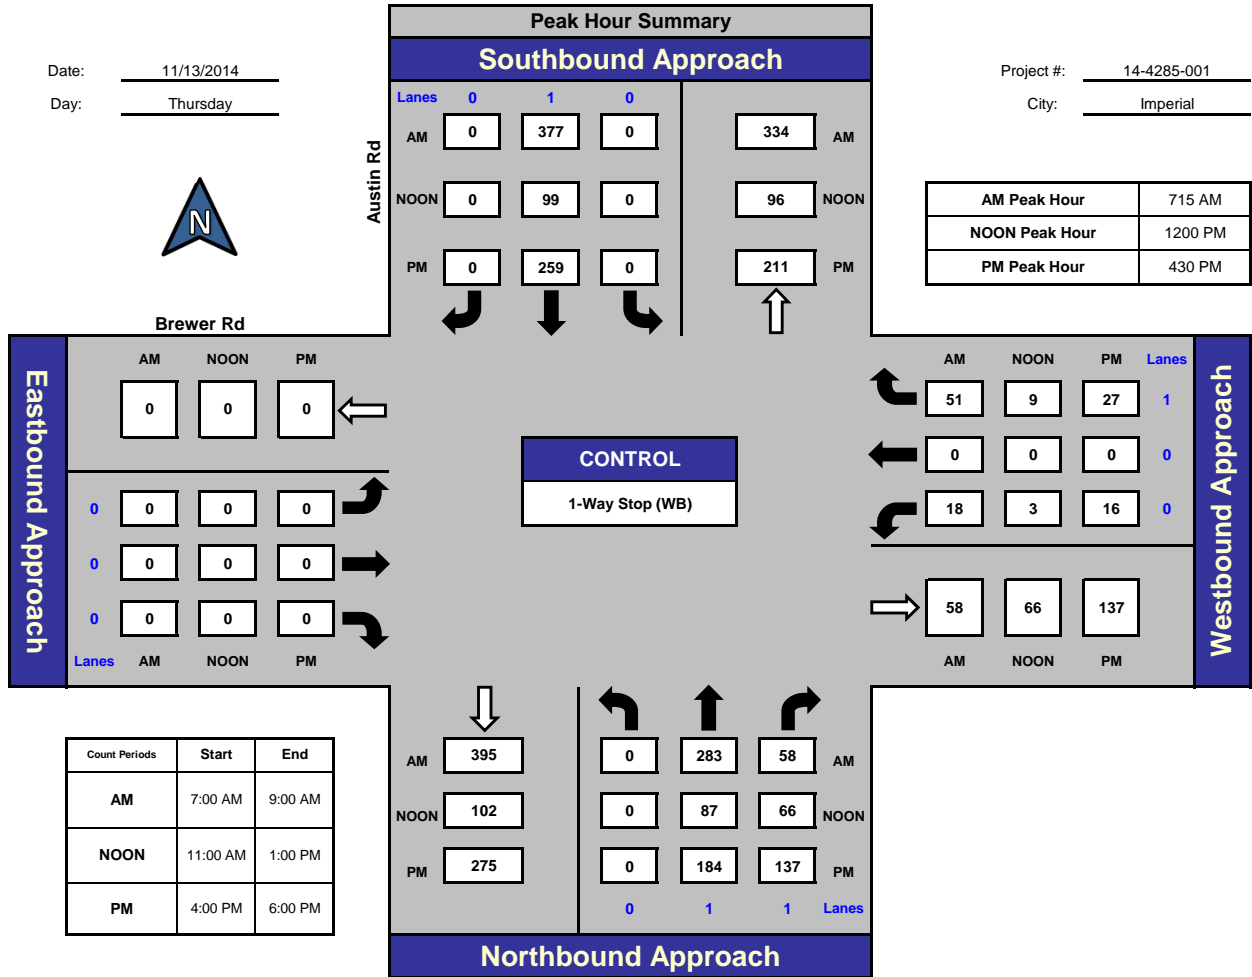 Peak Hour Summary
Southbound Approach
Date: 11/13/2014
Day: Thursday
Project #: 14-4285-001
City: Imperial
Lanes 0 1 0
AM 0 377 0 334 AM
NOON 0 99 0 96 NOON
PM 0 259 0 211 PM
Austin Rd
N
AM Peak Hour 715 AM
NOON Peak Hour 1200 PM
PM Peak Hour 430 PM
Brewer Rd
Eastbound Approach
AM NOON PM
0 0 0
0 0 0 0
0 0 0 0
0 0 0 0
Lanes AM NOON PM
CONTROL
1-Way Stop (WB)
AM NOON PM Lanes
51 9 27 1
0 0 0 0
18 3 16 0
58 66 137
AM NOON PM
Westbound Approach
Count Periods Start End
AM 7:00 AM 9:00 AM
NOON 11:00 AM 1:00 PM
PM 4:00 PM 6:00 PM
AM 395 0 283 58 AM
NOON 102 0 87 66 NOON
PM 275 0 184 137 PM
0 1 1 Lanes
Northbound Approach